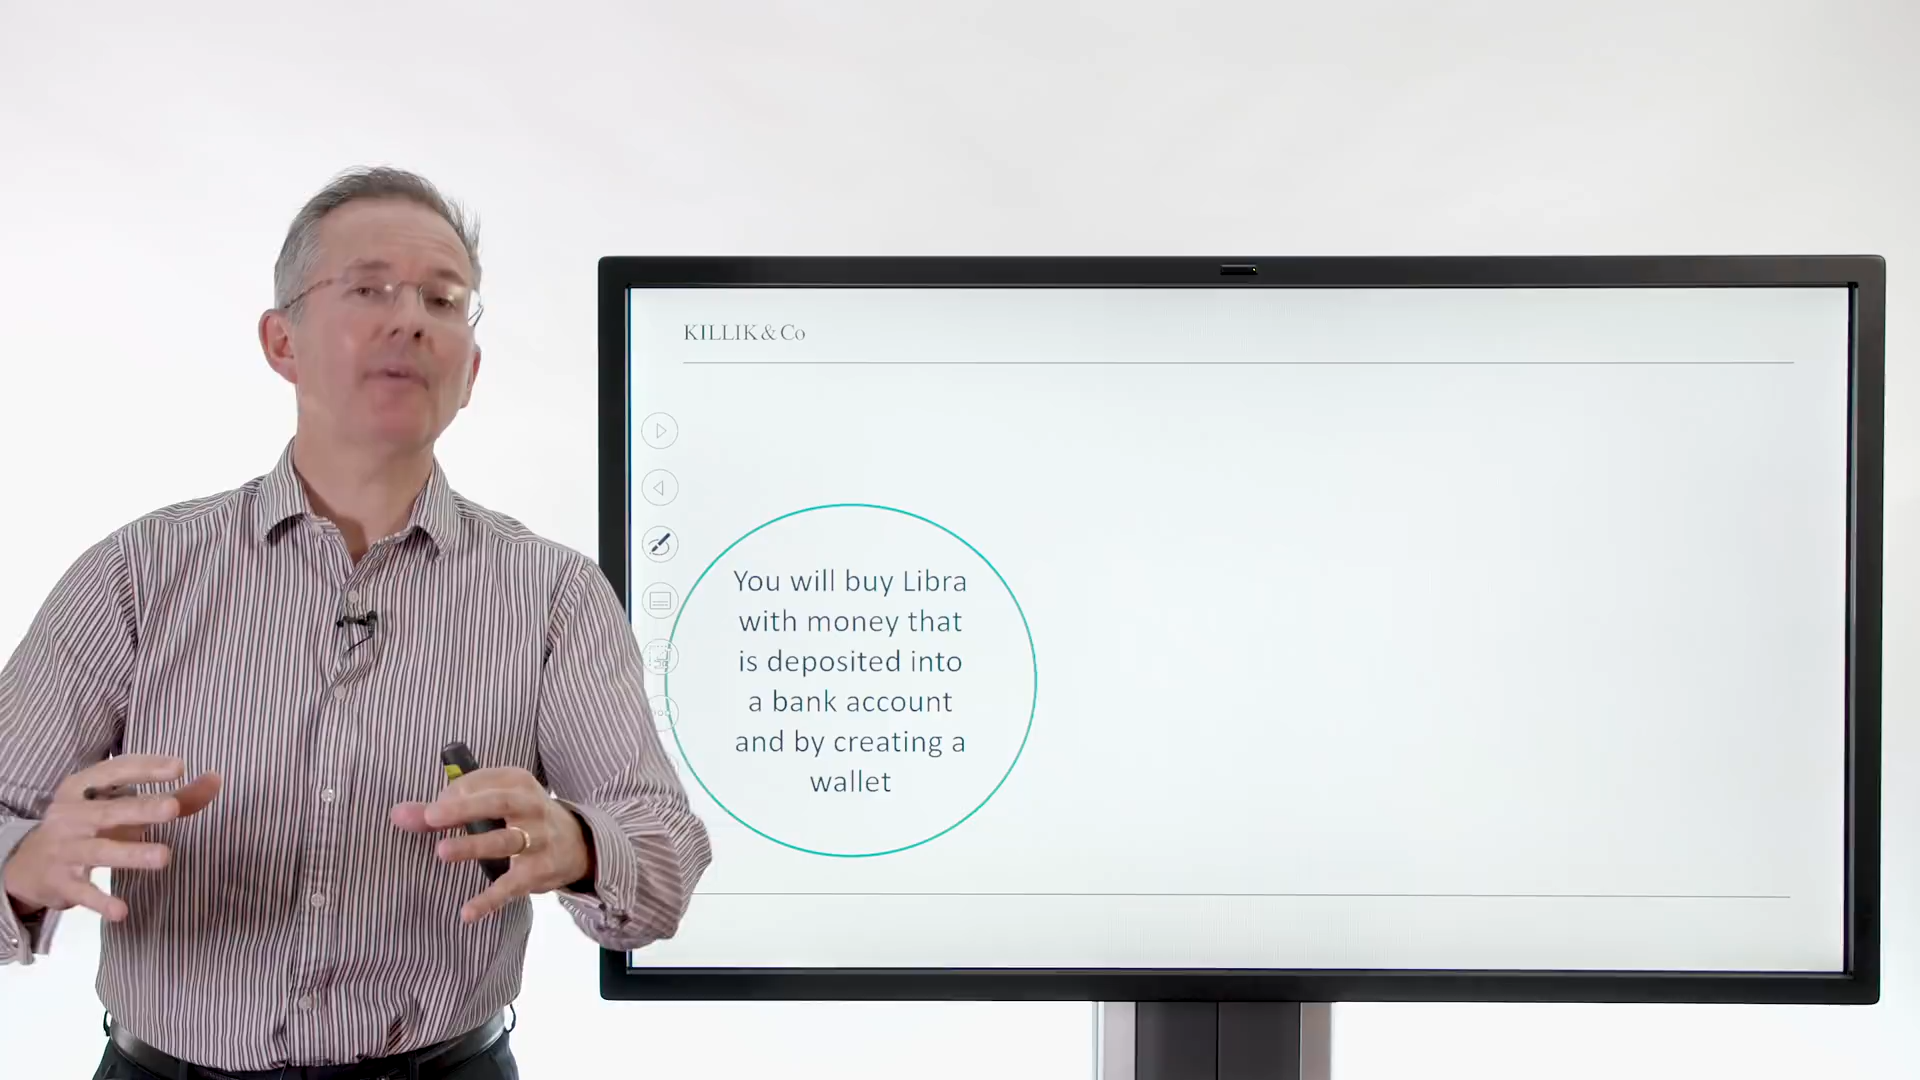 KILLIK & Co
You will buy Libra
with money that
is deposited into
a bank account
and by creating a
wallet